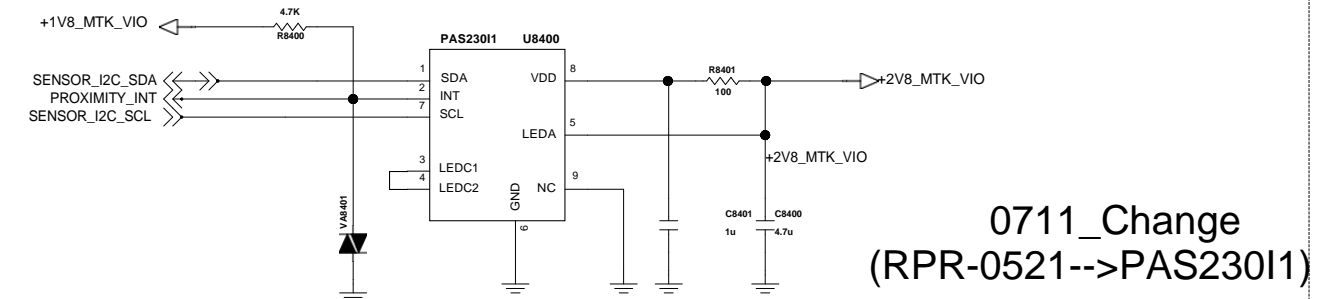 4.7K
+1V8_MTK_VIO
R8400
PAS230I1 U8400
1 SDA VDD 8
SENSOR_I2C_SDA
2 INT
PROXIMITY_INT
7 SCL
SENSOR_I2C_SCL
R8401
100
+2V8_MTK_VIO
LEDA 5
+2V8_MTK_VIO
3 LEDC1
4 LEDC2
NC 9
GND
6
VA8401
C8401 C8400
1u 4.7u
0711_Change
(RPR-0521-->PAS230I1)